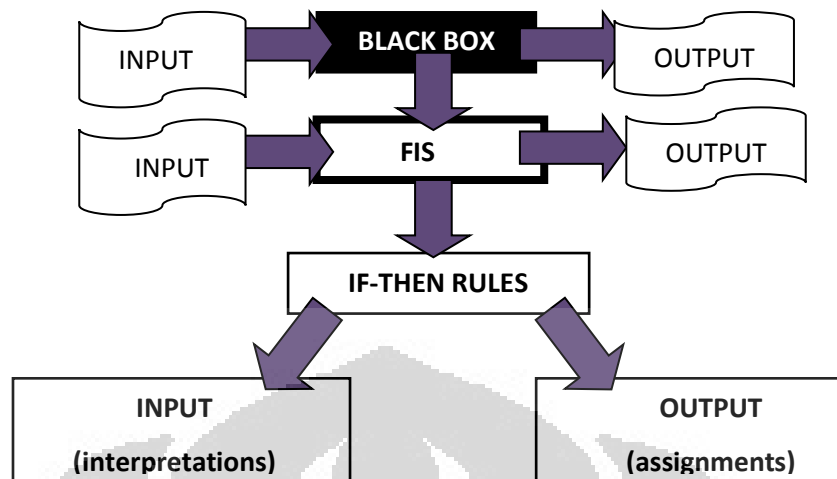 INPUT
BLACK BOX
OUTPUT
INPUT
FIS
OUTPUT
IF-THEN RULES
INPUT
(interpretations)
OUTPUT
(assignments)